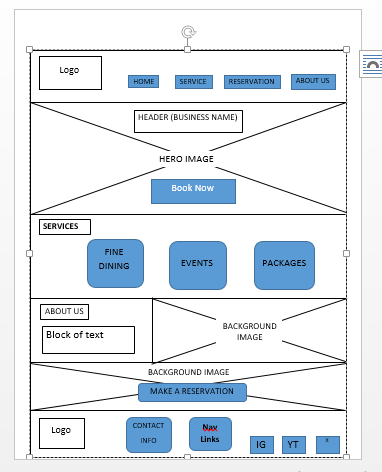 Logo
HOME
SERVICE
RESERVATION
ABOUT US
HEADER (BUSINESS NAME)
HERO IMAGE
Book Now
SERVICES
FINE
DINING
EVENTS
PACKAGES
ABOUT US
Block of text
BACKGROUND
IMAGE
BACKGROUND IMAGE
MAKE A RESERVATION
Logo
CONTACT
INFO
Nav
Links
IG
YT
X